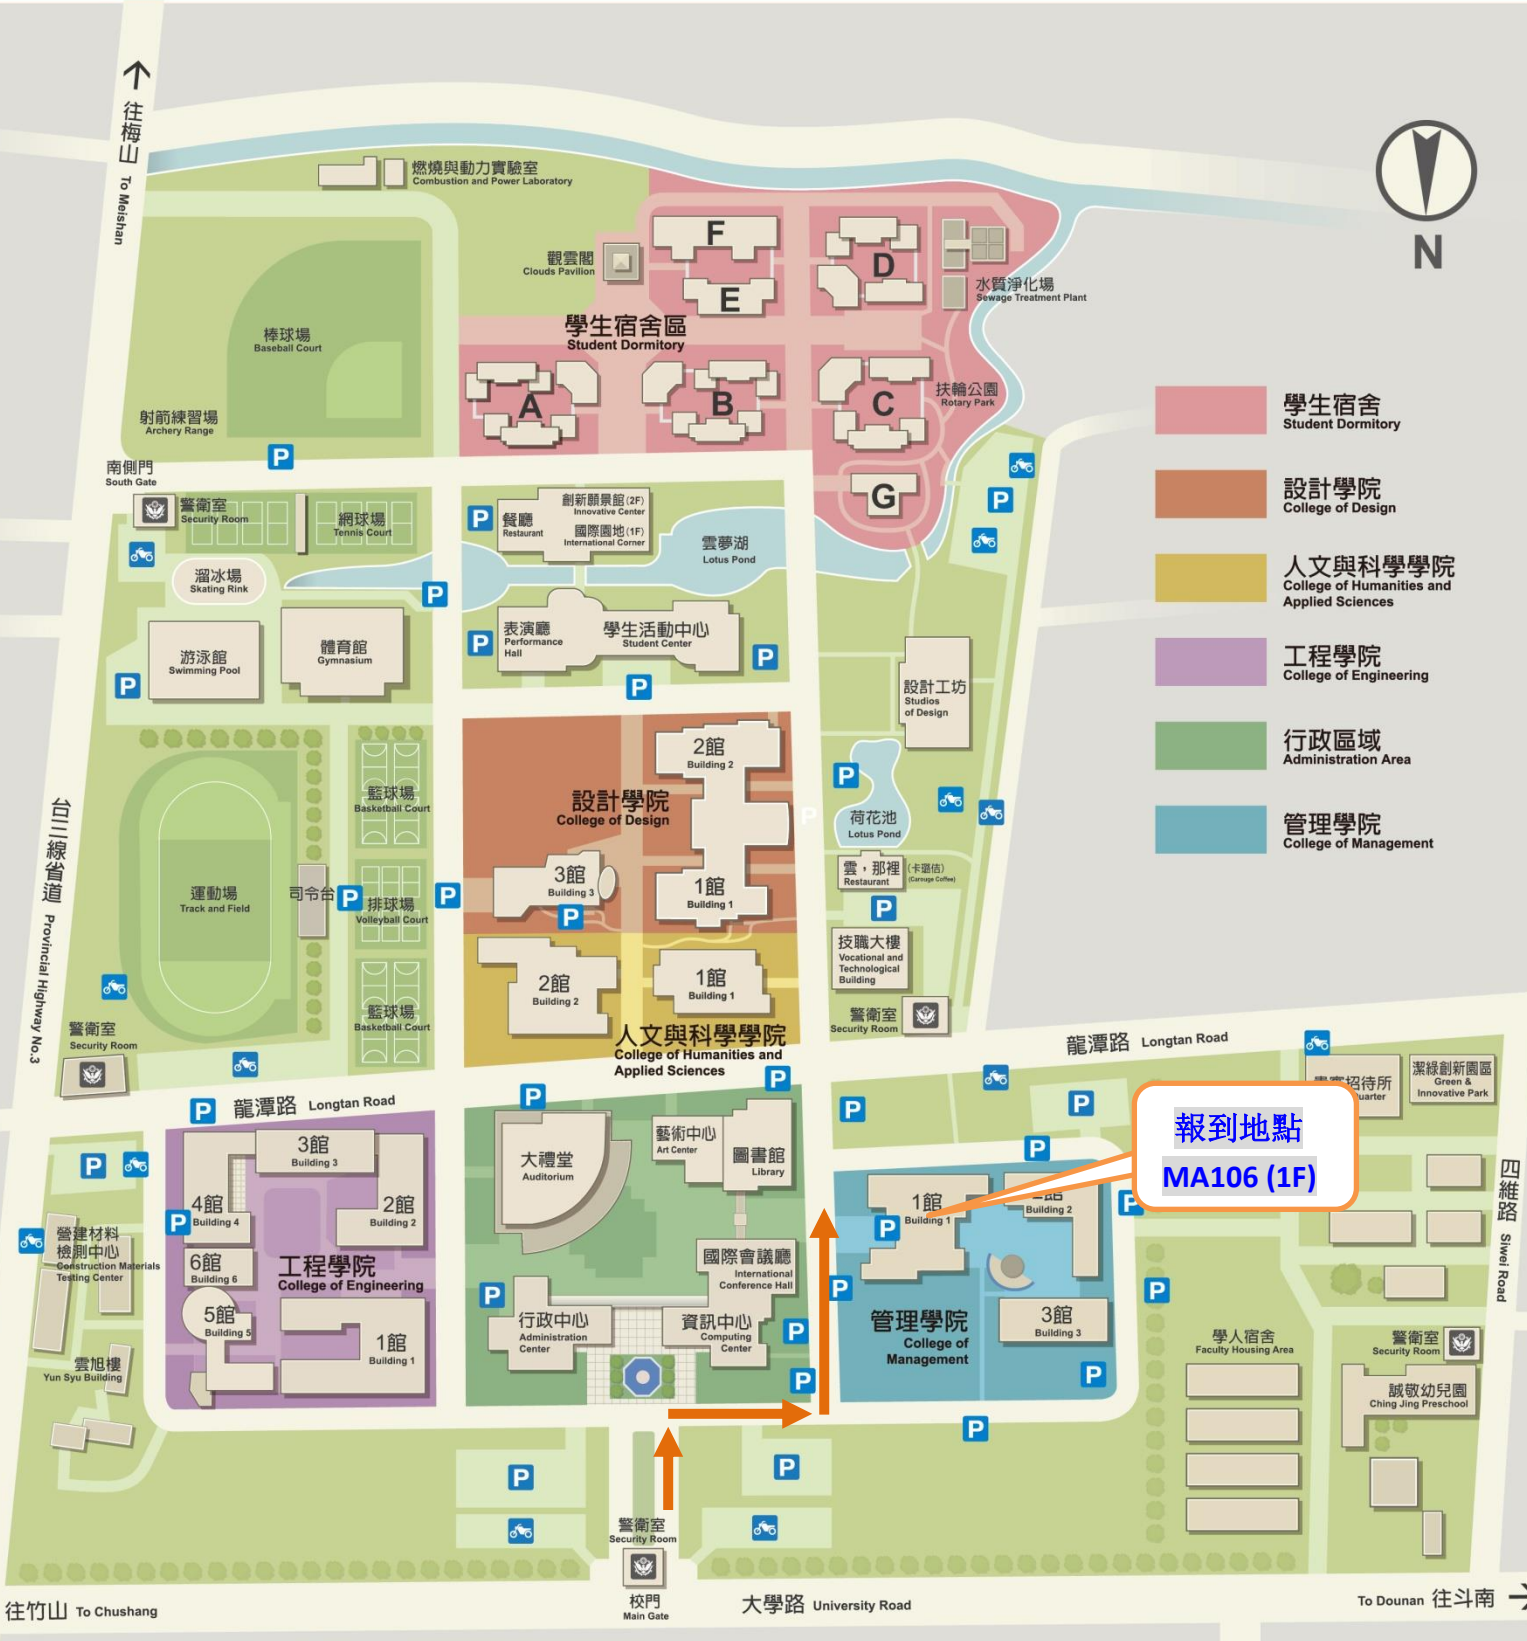 往梅山 To Meishan
燃燒與動力實驗室
Combustion and Power Laboratory
N
觀雲閣
Clouds Pavilion
F
E
D
水質淨化場
Sewage Treatment Plant
學生宿舍區
Student Dormitory
棒球場
Baseball Court
A
B
C
扶輪公園
Rotary Park
射箭練習場
Archery Range
P
南側門
South Gate
警衛室
Security Room
網球場
Tennis Court
P
餐廳
Restaurant
創新願景館(2F)
Innovative Center
國際園地(1F)
International Corner
雲夢湖
Lotus Pond
G
P
溜冰場
Skating Rink
P
游泳館
Swimming Pool
體育館
Gymnasium
P
表演廳
Performance
Hall
學生活動中心
Student Center
P
P
P
設計工坊
Studios
of Design
學生宿舍
Student Dormitory
設計學院
College of Design
人文與科學學院
College of Humanities and
Applied Sciences
工程學院
College of Engineering
行政區域
Administration Area
管理學院
College of Management
台三線省道 Provincial Highway No.3
籃球場
Basketball Court
設計學院
College of Design
2館
Building 2
P
P
荷花池
Lotus Pond
運動場
Track and Field
司令台
P
排球場
Volleyball Court
P
3館
Building 3
P
1館
Building 1
雲，那裡
Restaurant
P
技職大樓
Vocational and
Technological
Building
2館
Building 2
1館
Building 1
籃球場
Basketball Court
警衛室
Security Room
警衛室
Security Room
人文與科學學院
College of Humanities and
Applied Sciences
龍潭路 Longtan Road
P
龍潭路 Longtan Road
P
P
P
P
招待所
潔綠創新園區
Green &
Innovative Park
報到地點
MA106 (1F)
P
3館
Building 3
4館
Building 4
2館
Building 2
P
大禮堂
Auditorium
藝術中心
Art Center
圖書館
Library
1館
Building 1
P
Building 2
P
P
四維路 Siwei Road
營建材料
檢測中心
Construction Materials
Testing Center
6館
Building 6
工程學院
College of Engineering
5館
Building 5
1館
Building 1
國際會議廳
International
Conference Hall
P
P
P
行政中心
Administration
Center
資訊中心
Computing
Center
P
P
管理學院
College of
Management
3館
Building 3
P
學人宿舍
Faculty Housing Area
警衛室
Security Room
誠敬幼兒園
Ching Jing Preschool
雲旭樓
Yun Syu Building
P
P
P
警衛室
Security Room
校門
Main Gate
往竹山 To Chushang
大學路 University Road
To Dounan 往斗南